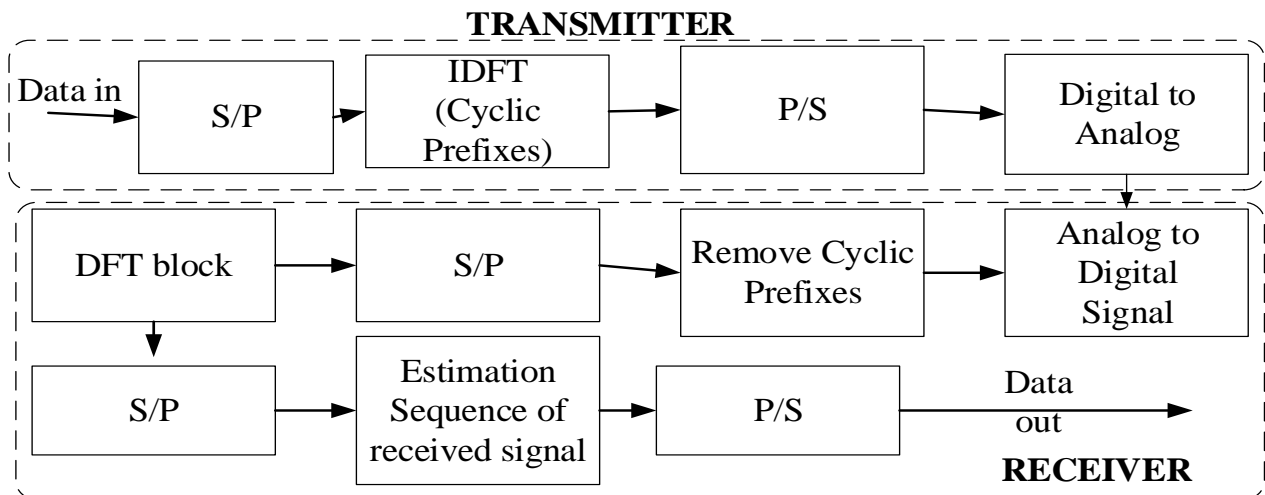 TRANSMITTER
Data in
S/P
IDFT
(Cyclic
Prefixes)
P/S
Digital to
Analog
DFT block
S/P
Remove Cyclic
Prefixes
Analog to
Digital
Signal
S/P
Estimation
Sequence of
received signal
P/S
Data
out
RECEIVER